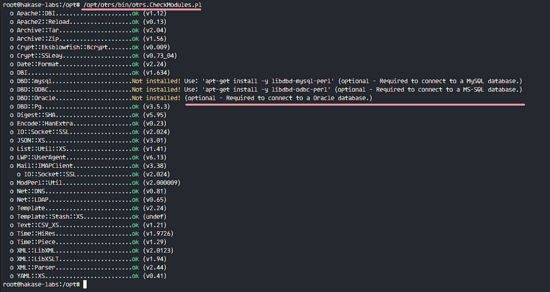 root@hakase-labs:/opt# /opt/otrs/bin/otrs.CheckModules.pl
o Apache::DBI......................ok (v1.12)
o Apache2::Reload..................ok (v0.13)
o Archive::Tar.....................ok (v2.04)
o Archive::Zip.....................ok (v1.56)
o Crypt::Eksblowfish::Bcrypt.......ok (v0.009)
o Crypt::SSLeay....................ok (v0.73_04)
o Date::Format.....................ok (v2.24)
o DBI..............................ok (v1.634)
o DBD::mysql.......................Not installed! Use: 'apt-get install -y libdbd-mysql-perl' (optional - Required to connect to a MySQL database.)
o DBD::ODBC........................Not installed! Use: 'apt-get install -y libdbd-odbc-perl' (optional - Required to connect to a MS-SQL database.)
o DBD::Oracle......................Not installed! (optional - Required to connect to a Oracle database.)
o DBD::Pg..........................ok (v3.5.3)
o Digest::SHA......................ok (v5.95)
o Encode::HanExtra.................ok (v0.23)
o IO::Socket::SSL..................ok (v2.024)
o JSON::XS.........................ok (v3.01)
o List::Util::XS...................ok (v1.41)
o LWP::UserAgent...................ok (v6.13)
o Mail::IMAPClient.................ok (v3.38)
o IO::Socket::SSL................ok (v2.024)
o ModPerl::Util....................ok (v2.000009)
o Net::DNS.........................ok (v0.81)
o Net::LDAP........................ok (v0.65)
o Template.........................ok (v2.24)
o Template::Stash::XS..............ok (undef)
o Text::CSV_XS.....................ok (v1.21)
o Time::HiRes......................ok (v1.9726)
o Time::Piece......................ok (v1.29)
o XML::LibXML......................ok (v2.0123)
o XML::LibXSLT.....................ok (v1.94)
o XML::Parser......................ok (v2.44)
o YAML::XS.........................ok (v0.41)
root@hakase-labs:/opt#